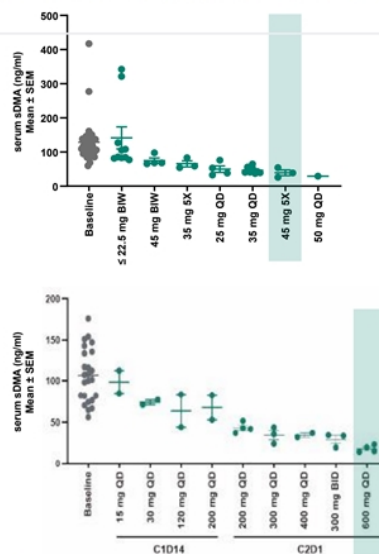 500
400
300
200
100
0
serum sDMA (ng/ml)
Mean ± SEM
Baseline
≤ 22.5 mg BIW
45 mg BIW
35 mg 5X
25 mg QD
35 mg QD
45 mg 5X
50 mg QD
200
150
100
50
0
serum sDMA (ng/ml)
Mean ± SEM
Baseline
15 mg QD
30 mg QD
120 mg QD
200 mg QD
200 mg QD
300 mg QD
400 mg QD
300 mg BID
600 mg QD
C1D14
C2D1